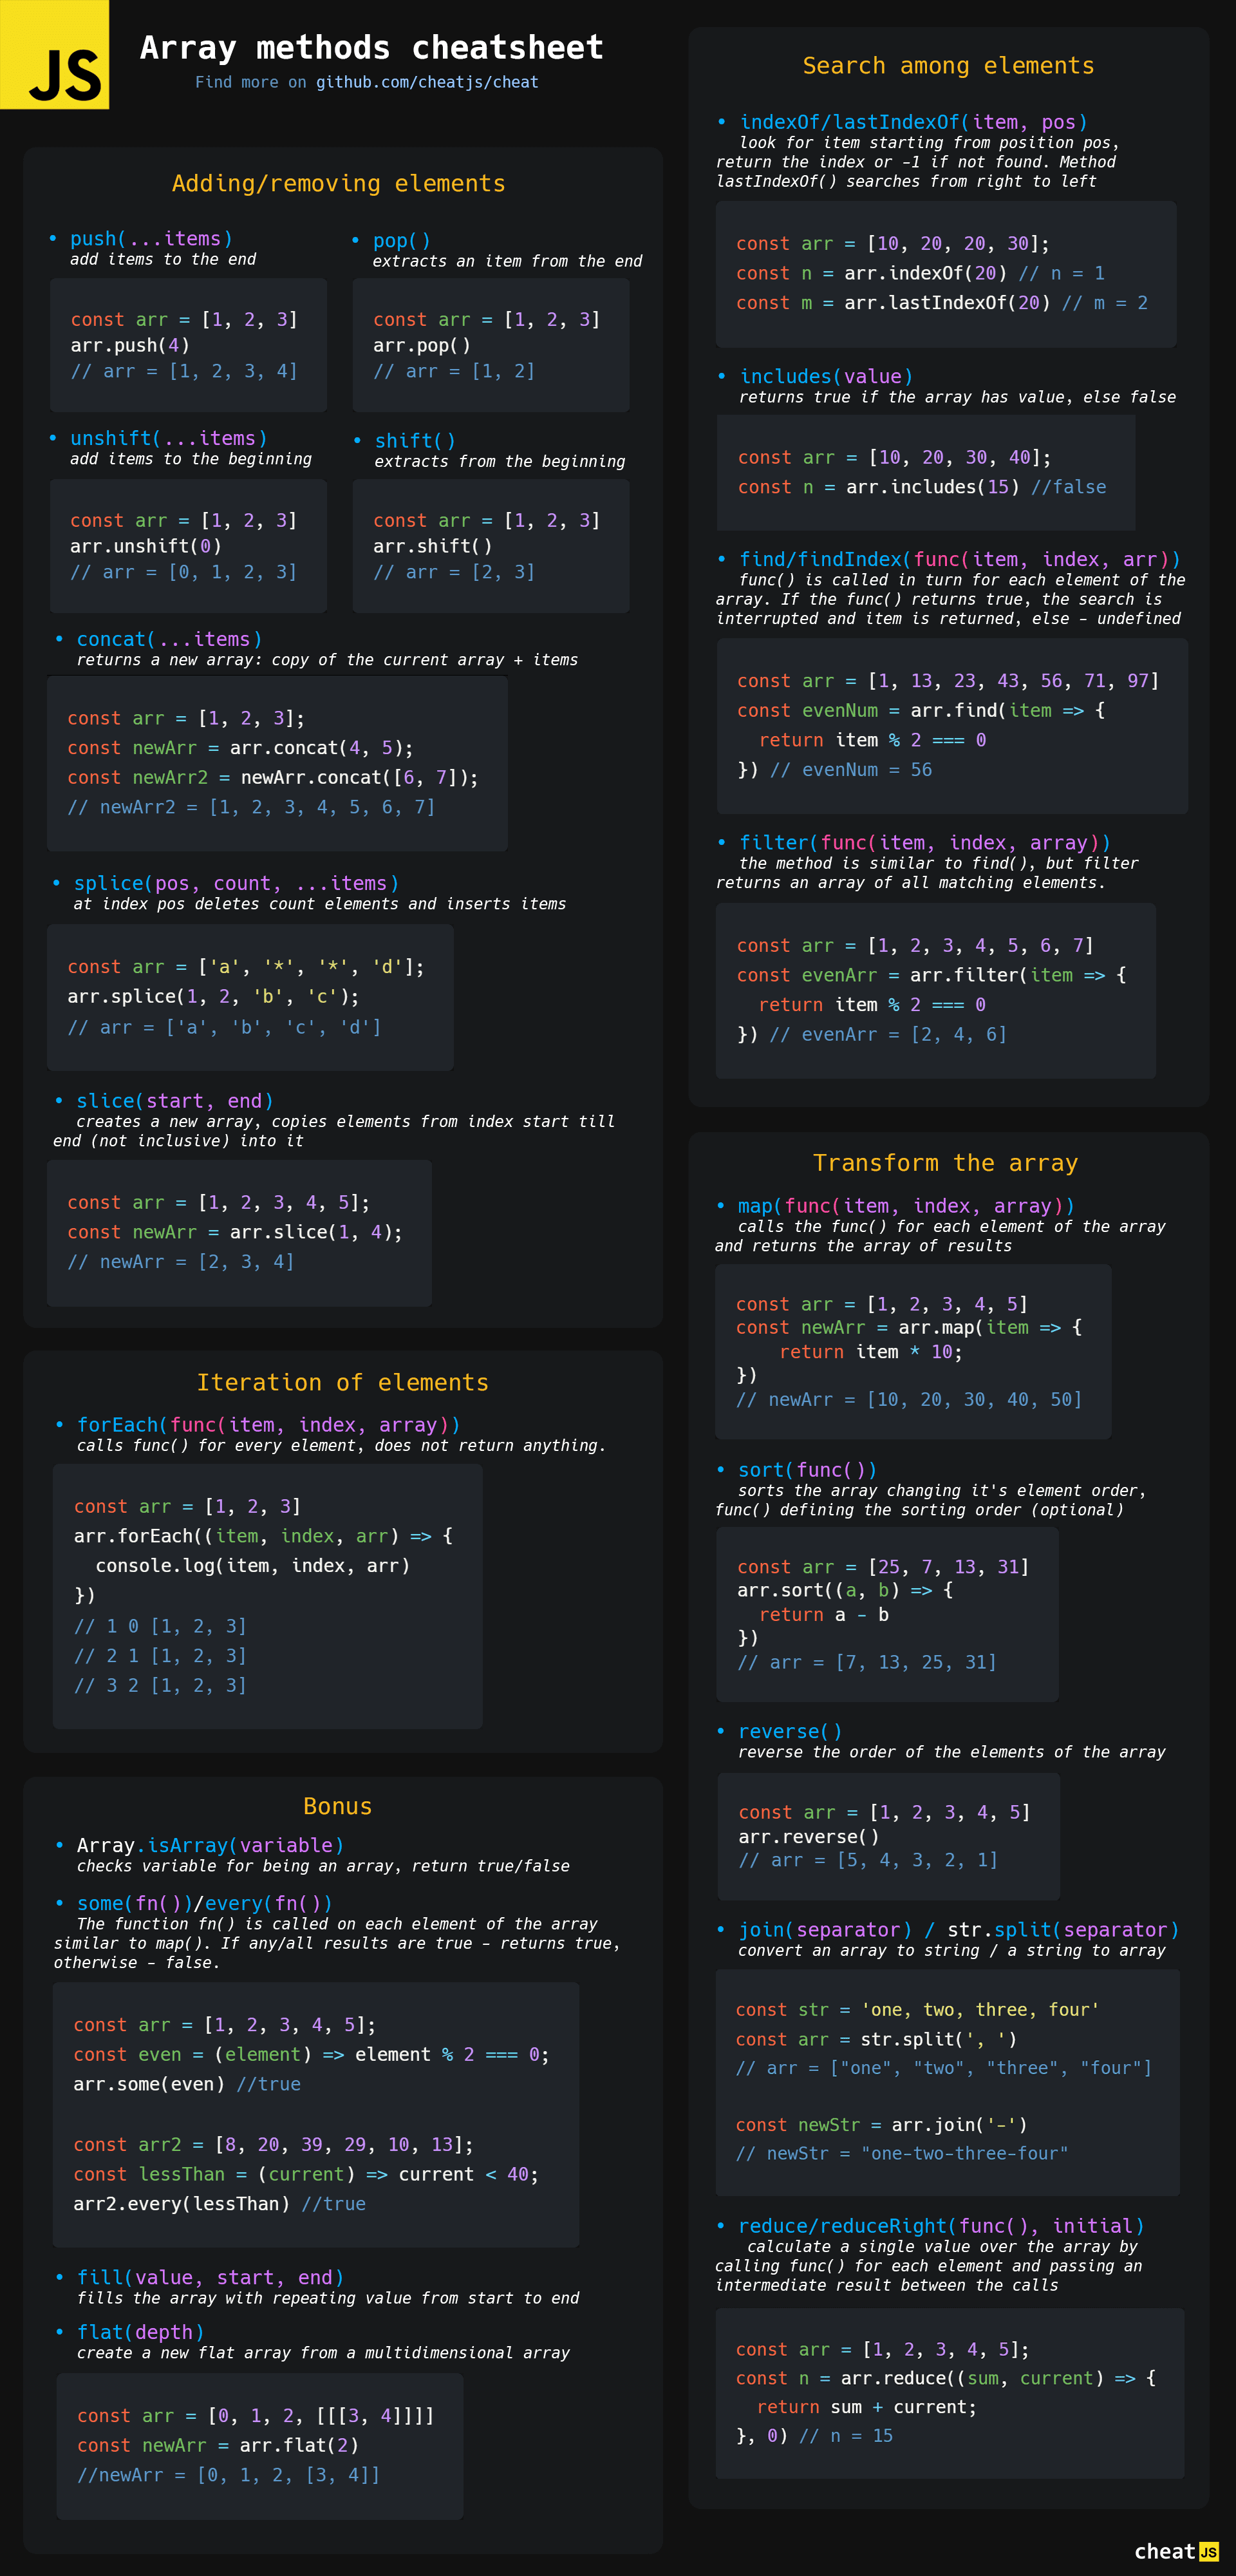 JS
Array methods cheatsheet
Find more on github.com/cheatjs/cheat
Adding/removing elements
• push(...items)
add items to the end
const arr = [1, 2, 3]
arr.push(4)
// arr = [1, 2, 3, 4]
• pop()
extracts an item from the end
const arr = [1, 2, 3]
arr.pop()
// arr = [1, 2]
• unshift(...items)
add items to the beginning
const arr = [1, 2, 3]
arr.unshift(0)
// arr = [0, 1, 2, 3]
• shift()
extracts from the beginning
const arr = [1, 2, 3]
arr.shift()
// arr = [2, 3]
• concat(...items)
returns a new array: copy of the current array + items
const arr = [1, 2, 3];
const newArr = arr.concat(4, 5);
const newArr2 = newArr.concat([6, 7]);
// newArr2 = [1, 2, 3, 4, 5, 6, 7]
• splice(pos, count, ...items)
at index pos deletes count elements and inserts items
const arr = ['a', '*', '*', 'd'];
arr.splice(1, 2, 'b', 'c');
// arr = ['a', 'b', 'c', 'd']
• slice(start, end)
creates a new array, copies elements from index start till
end (not inclusive) into it
const arr = [1, 2, 3, 4, 5];
const newArr = arr.slice(1, 4);
// newArr = [2, 3, 4]
Iteration of elements
• forEach(func(item, index, array))
calls func() for every element, does not return anything.
const arr = [1, 2, 3]
arr.forEach((item, index, arr) => {
  console.log(item, index, arr)
})
// 1 0 [1, 2, 3]
// 2 1 [1, 2, 3]
// 3 2 [1, 2, 3]
Bonus
• Array.isArray(variable)
checks variable for being an array, return true/false
• some(fn())/every(fn())
The function fn() is called on each element of the array
similar to map(). If any/all results are true - returns true,
otherwise - false.
const arr = [1, 2, 3, 4, 5];
const even = (element) => element % 2 === 0;
arr.some(even) //true
const arr2 = [8, 20, 39, 29, 10, 13];
const lessThan = (current) => current < 40;
arr2.every(lessThan) //true
• fill(value, start, end)
fills the array with repeating value from start to end
• flat(depth)
create a new flat array from a multidimensional array
const arr = [0, 1, 2, [[[3, 4]]]]
const newArr = arr.flat(2)
//newArr = [0, 1, 2, [3, 4]]
Search among elements
• indexOf/lastIndexOf(item, pos)
look for item starting from position pos,
return the index or -1 if not found. Method
lastIndexOf() searches from right to left
const arr = [10, 20, 20, 30];
const n = arr.indexOf(20) // n = 1
const m = arr.lastIndexOf(20) // m = 2
• includes(value)
returns true if the array has value, else false
const arr = [10, 20, 30, 40];
const n = arr.includes(15) //false
• find/findIndex(func(item, index, arr))
func() is called in turn for each element of the
array. If the func() returns true, the search is
interrupted and item is returned, else - undefined
const arr = [1, 13, 23, 43, 56, 71, 97]
const evenNum = arr.find(item => {
  return item % 2 === 0
}) // evenNum = 56
• filter(func(item, index, array))
the method is similar to find(), but filter
returns an array of all matching elements.
const arr = [1, 2, 3, 4, 5, 6, 7]
const evenArr = arr.filter(item => {
  return item % 2 === 0
}) // evenArr = [2, 4, 6]
Transform the array
• map(func(item, index, array))
calls the func() for each element of the array
and returns the array of results
const arr = [1, 2, 3, 4, 5]
const newArr = arr.map(item => {
    return item * 10;
})
// newArr = [10, 20, 30, 40, 50]
• sort(func())
sorts the array changing it's element order,
func() defining the sorting order (optional)
const arr = [25, 7, 13, 31]
arr.sort((a, b) => {
  return a - b
})
// arr = [7, 13, 25, 31]
• reverse()
reverse the order of the elements of the array
const arr = [1, 2, 3, 4, 5]
arr.reverse()
// arr = [5, 4, 3, 2, 1]
• join(separator) / str.split(separator)
convert an array to string / a string to array
const str = 'one, two, three, four'
const arr = str.split(', ')
// arr = ["one", "two", "three", "four"]
const newStr = arr.join('-')
// newStr = "one-two-three-four"
• reduce/reduceRight(func(), initial)
calculate a single value over the array by
calling func() for each element and passing an
intermediate result between the calls
const arr = [1, 2, 3, 4, 5];
const n = arr.reduce((sum, current) => {
  return sum + current;
}, 0) // n = 15
cheat JS